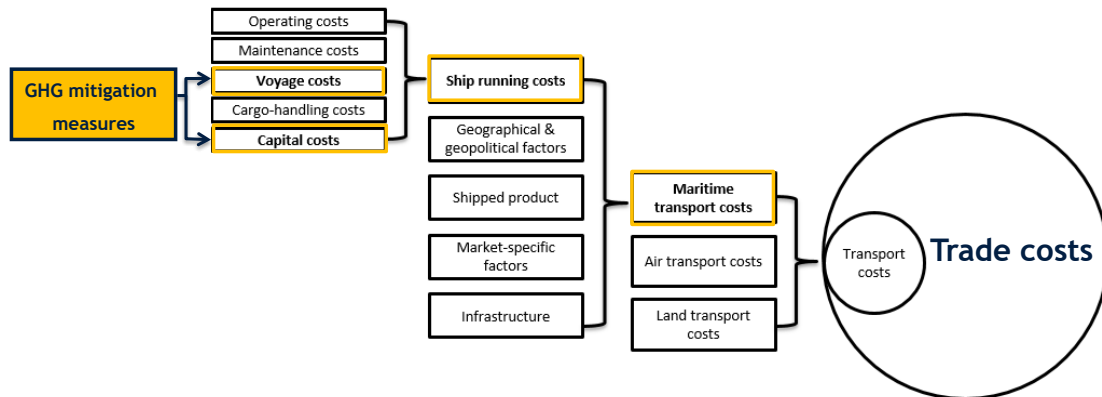 Operating costs
Maintenance costs
Voyage costs
Cargo-handling costs
Capital costs
GHG mitigation
measures
Ship running costs
Geographical &
geopolitical factors
Shipped product
Market-specific
factors
Infrastructure
Maritime
transport costs
Air transport costs
Land transport
costs
Transport
costs
Trade costs